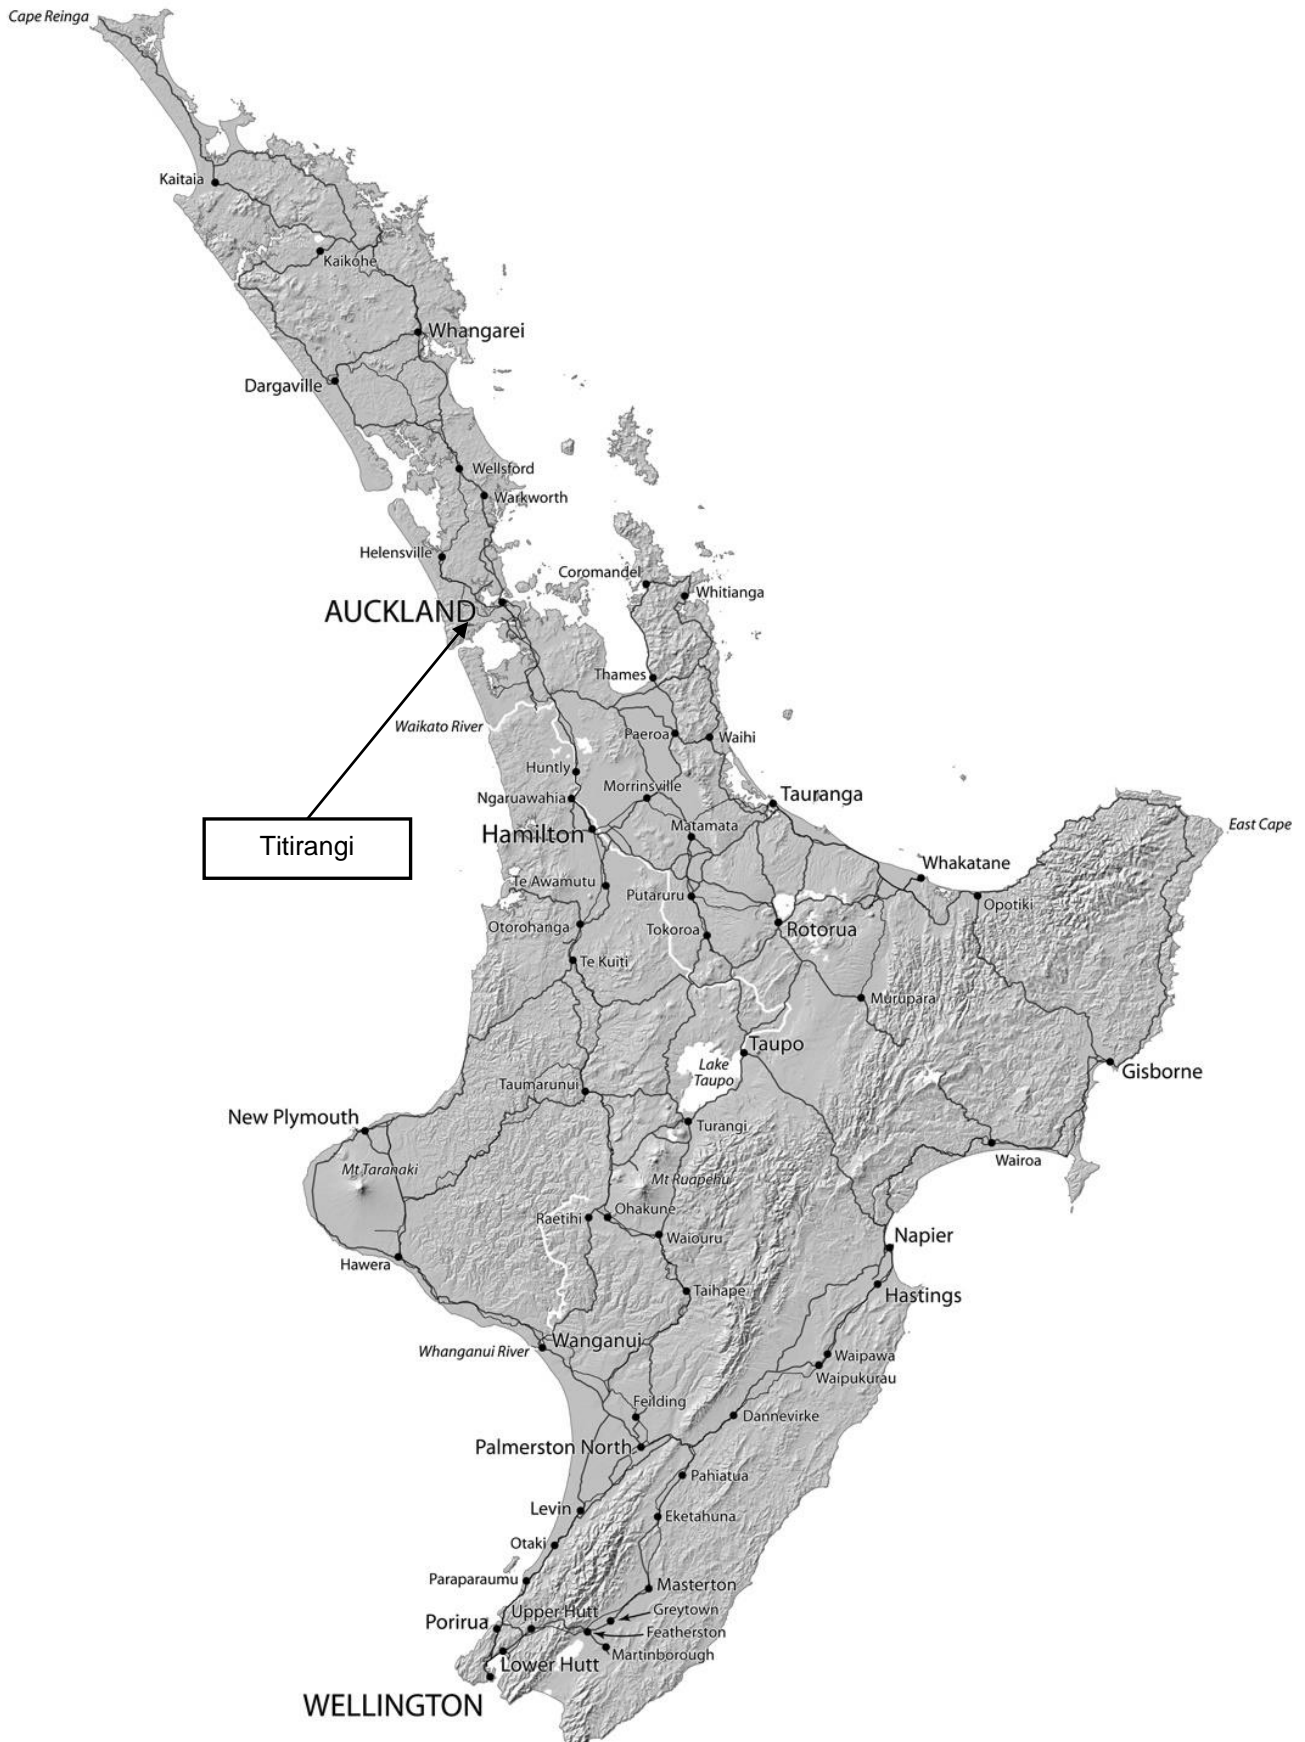 Cape Reinga
Kaitaia
Kaikohe
Whangarei
Dargaville
Wellsford
Warkworth
Helensville
Coromandel
Whitianga
AUCKLAND
Thames
Waikato River
Paeroa
Waihi
Huntly
Morrinsville
Tauranga
Ngaruawahia
Hamilton
Matamata
East Cape
Titirangi
Whakatane
Te Awamutu
Putaruru
Opotiki
Otorohanga
Tokoroa
Rotorua
Te Kuiti
Murupara
Taupo
Lake
Taupo
Gisborne
Taumarunui
New Plymouth
Turangi
Wairoa
Mt Taranaki
Mt Ruapehu
Raetihi
Ohakune
Waiouru
Napier
Hawera
Taihape
Hastings
Wanganui
Whanganui River
Waipawa
Waipukurau
Feilding
Dannevirke
Palmerston North
Pahiatua
Levin
Eketahuna
Otaki
Paraparaumu
Masterton
Greytown
Upper Hutt
Porirua
Featherston
Martinborough
Lower Hutt
WELLINGTON